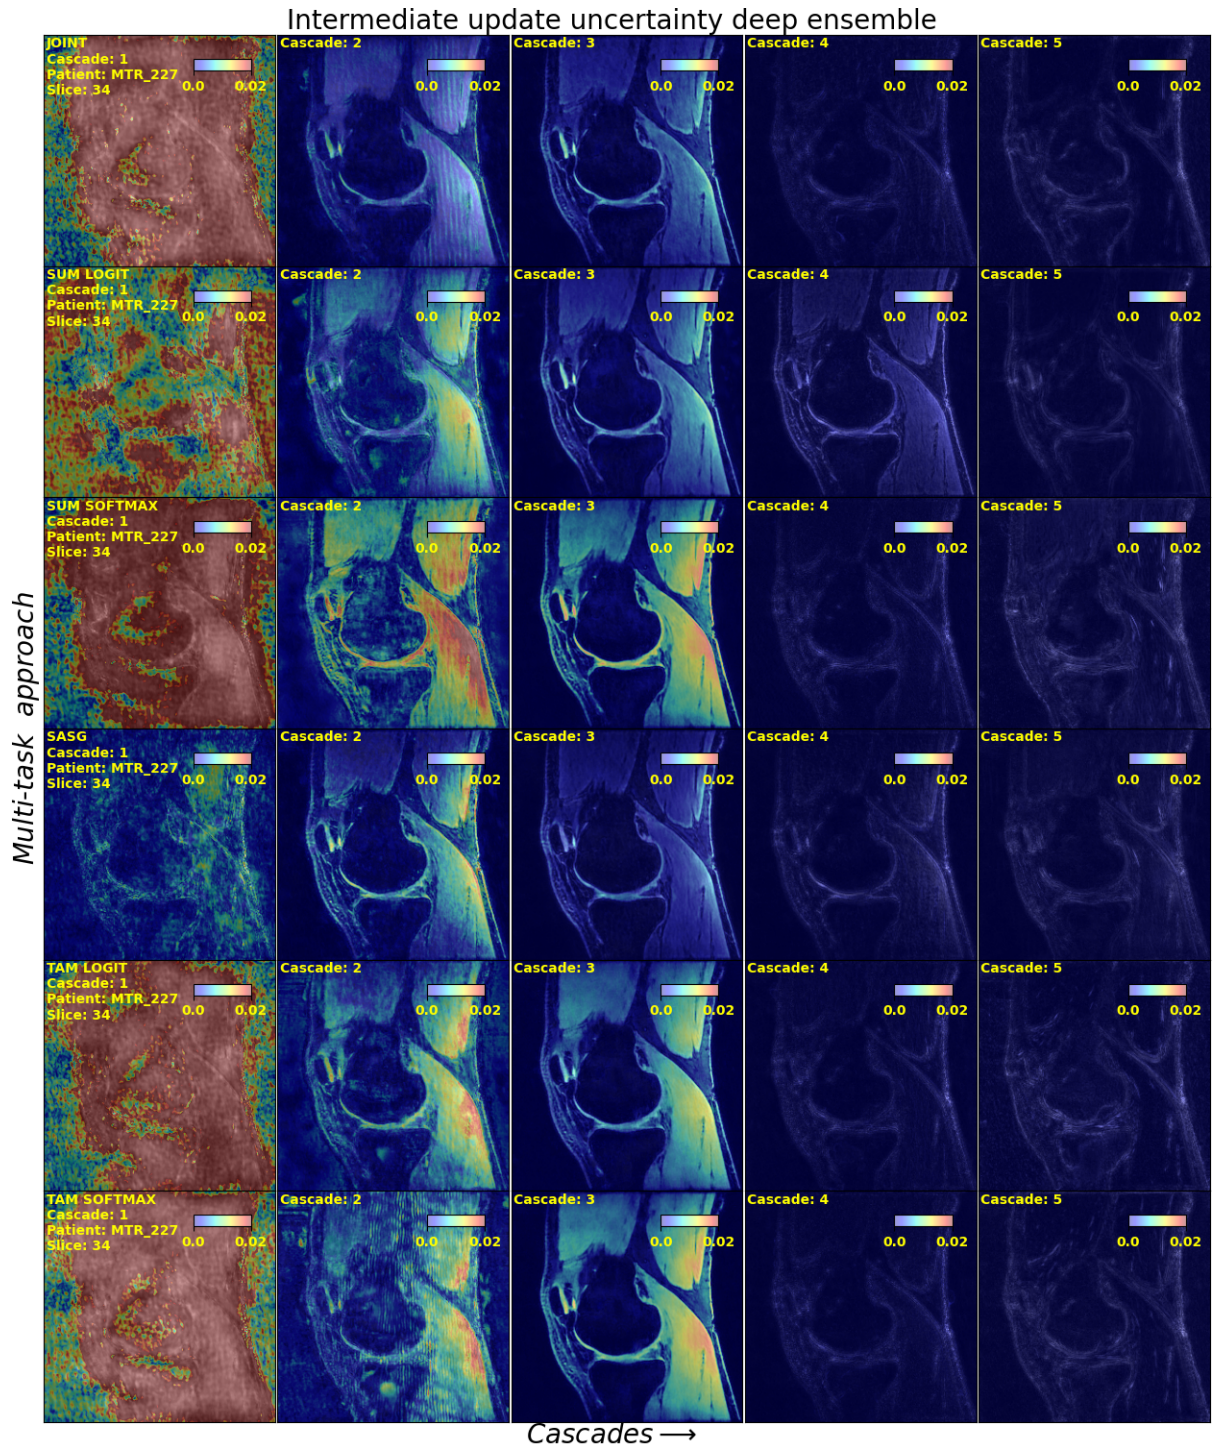 Intermediate update uncertainty deep ensemble
JOINT
Cascade: 1
Patient: MTR_227
Slice: 34
0.0 0.02
Cascade: 2
0.0 0.02
Cascade: 3
0.0 0.02
Cascade: 4
0.0 0.02
Cascade: 5
0.0 0.02
SUM LOGIT
Cascade: 1
Patient: MTR_227
Slice: 34
0.0 0.02
Cascade: 2
0.0 0.02
Cascade: 3
0.0 0.02
Cascade: 4
0.0 0.02
Cascade: 5
0.0 0.02
SUM SOFTMAX
Cascade: 1
Patient: MTR_227
Slice: 34
0.0 0.02
Cascade: 2
0.0 0.02
Cascade: 3
0.0 0.02
Cascade: 4
0.0 0.02
Cascade: 5
0.0 0.02
SASG
Cascade: 1
Patient: MTR_227
Slice: 34
0.0 0.02
Cascade: 2
0.0 0.02
Cascade: 3
0.0 0.02
Cascade: 4
0.0 0.02
Cascade: 5
0.0 0.02
TAM LOGIT
Cascade: 1
Patient: MTR_227
Slice: 34
0.0 0.02
Cascade: 2
0.0 0.02
Cascade: 3
0.0 0.02
Cascade: 4
0.0 0.02
Cascade: 5
0.0 0.02
TAM SOFTMAX
Cascade: 1
Patient: MTR_227
Slice: 34
0.0 0.02
Cascade: 2
0.0 0.02
Cascade: 3
0.0 0.02
Cascade: 4
0.0 0.02
Cascade: 5
0.0 0.02
Multi-task approach
Cascades ⟶